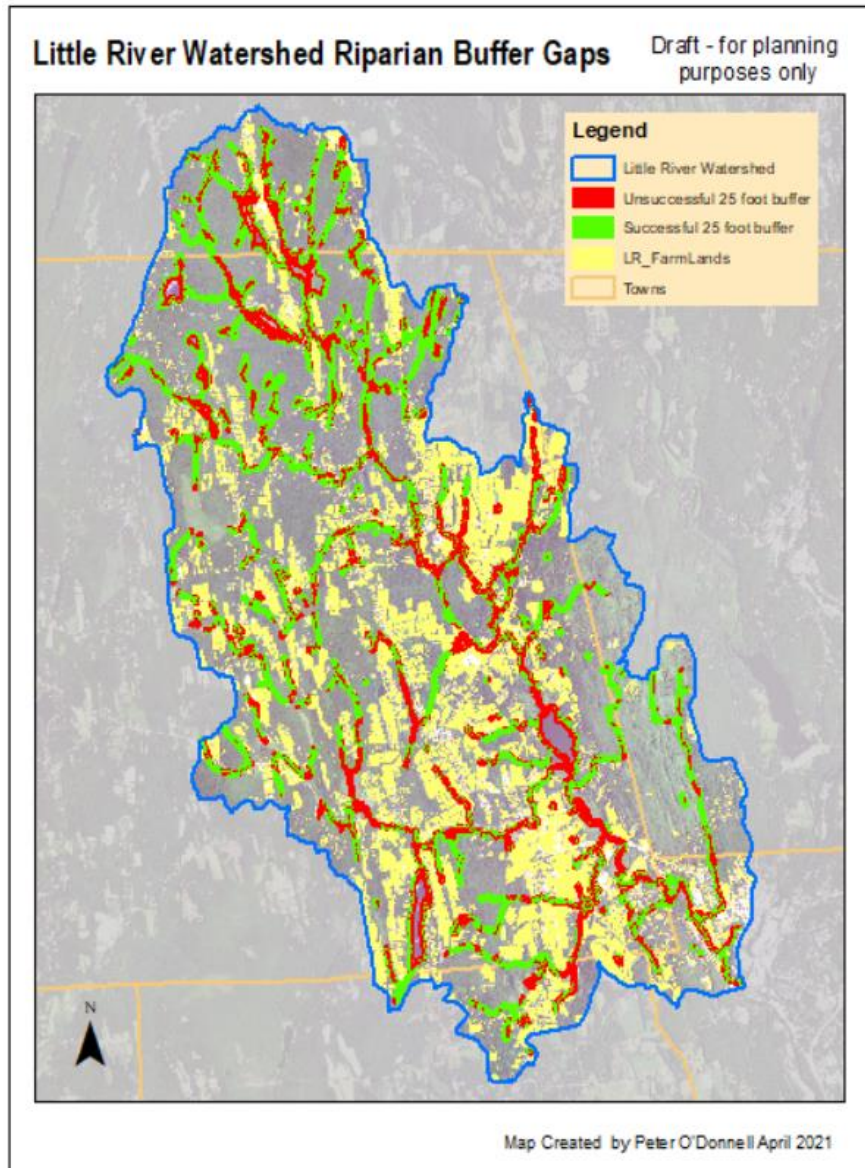 Little River Watershed Riparian Buffer Gaps
Draft - for planning
purposes only
Legend
Little River Watershed
Unsuccessful 25 foot buffer
Successful 25 foot buffer
LR_FarmLands
Towns
N
Map Created by Peter O'Donnell April 2021